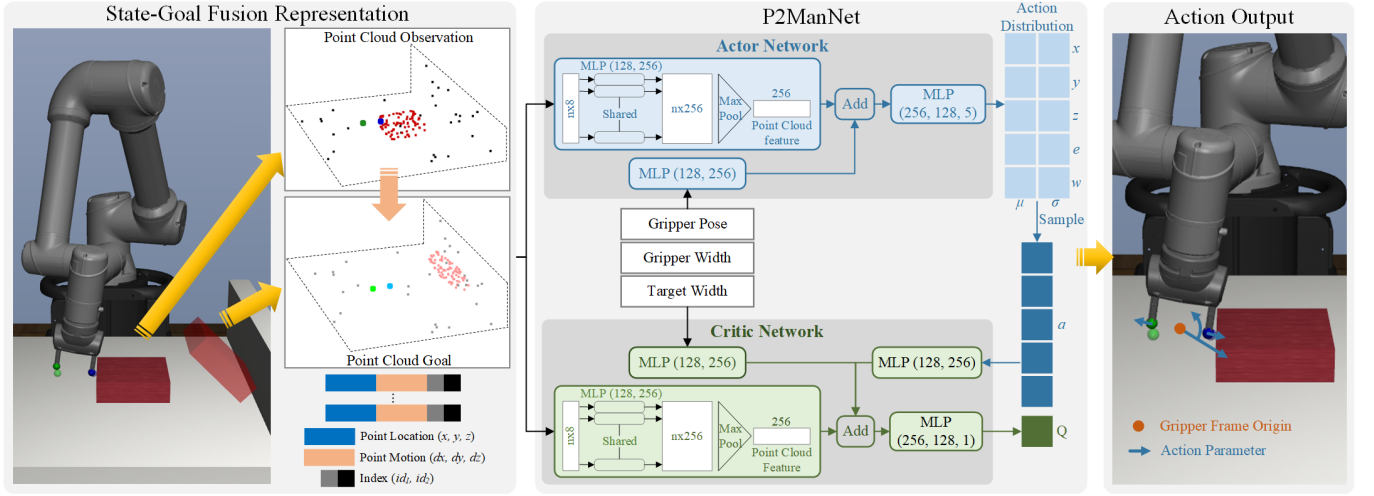 State-Goal Fusion Representation
Point Cloud Observation
Point Cloud Goal
Point Location (x, y, z)
Point Motion (dx, dy, dz)
Index (id1, id2)
P2ManNet
Actor Network
MLP (128, 256)
nx8
Shared
nx256
Max
Pool
256
Point Cloud
feature
Add
MLP
(256, 128, 5)
MLP (128, 256)
Action
Distribution
x
y
z
e
w
μ
σ
Sample
Gripper Pose
Gripper Width
Target Width
a
Critic Network
MLP (128, 256)
MLP (128, 256)
MLP (128, 256)
nx8
Shared
nx256
Max
Pool
256
Point Cloud
Feature
Add
MLP
(256, 128, 1)
Q
Action Output
Gripper Frame Origin
Action Parameter